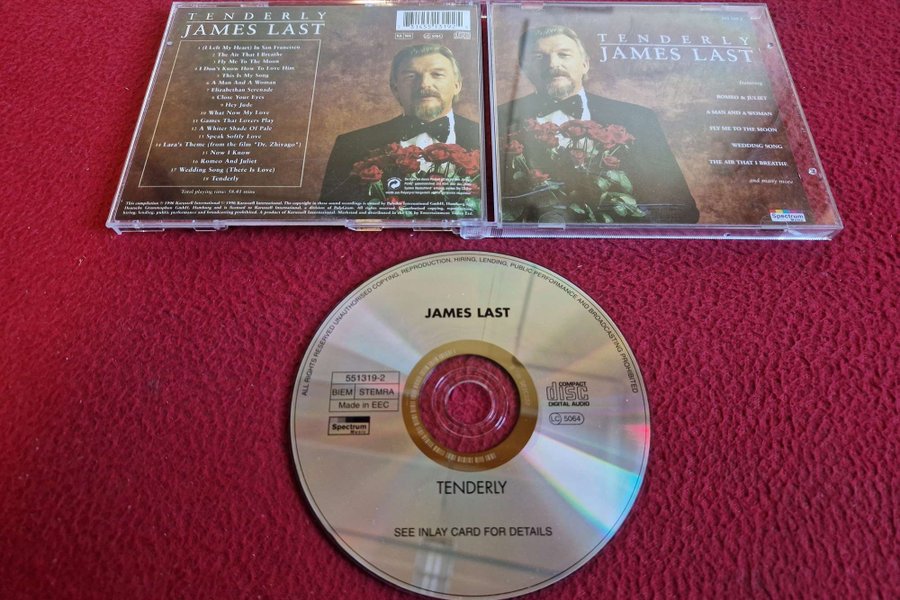 TENDERLY
JAMES LAST
1 (I Left My Heart) In San Francisco
2 The Air That I Breathe
3 Fly Me To The Moon
4 I Don't Know How To Love Him
5 This Is My Song
6 A Man And A Woman
7 Elizabethan Serenade
8 Close Your Eyes
9 Hey Jude
10 What Now My Love
11 Games That Lovers Play
12 A Whiter Shade Of Pale
13 Speak Softly Love
14 Lara's Theme (from the film "Dr. Zhivago")
15 Now I Know
16 Romeo And Juliet
17 Wedding Song (There Is Love)
18 Tenderly
Total playing time: 58.41 mins
TENDERLY
JAMES LAST
featuring
ROMEO & JULIET
A MAN AND A WOMAN
FLY ME TO THE MOON
WEDDING SONG
THE AIR THAT I BREATHE
and many more
Spectrum
Music
ALL RIGHTS RESERVED UNAUTHORISED COPYING, REPRODUCTION, HIRING, LENDING, PUBLIC PERFORMANCE AND BROADCASTING PROHIBITED
JAMES LAST
551319-2
BIEM STEMRA
Made in EEC
Spectrum
Music
COMPACT
disc
DIGITAL AUDIO
LC 5064
TENDERLY
SEE INLAY CARD FOR DETAILS